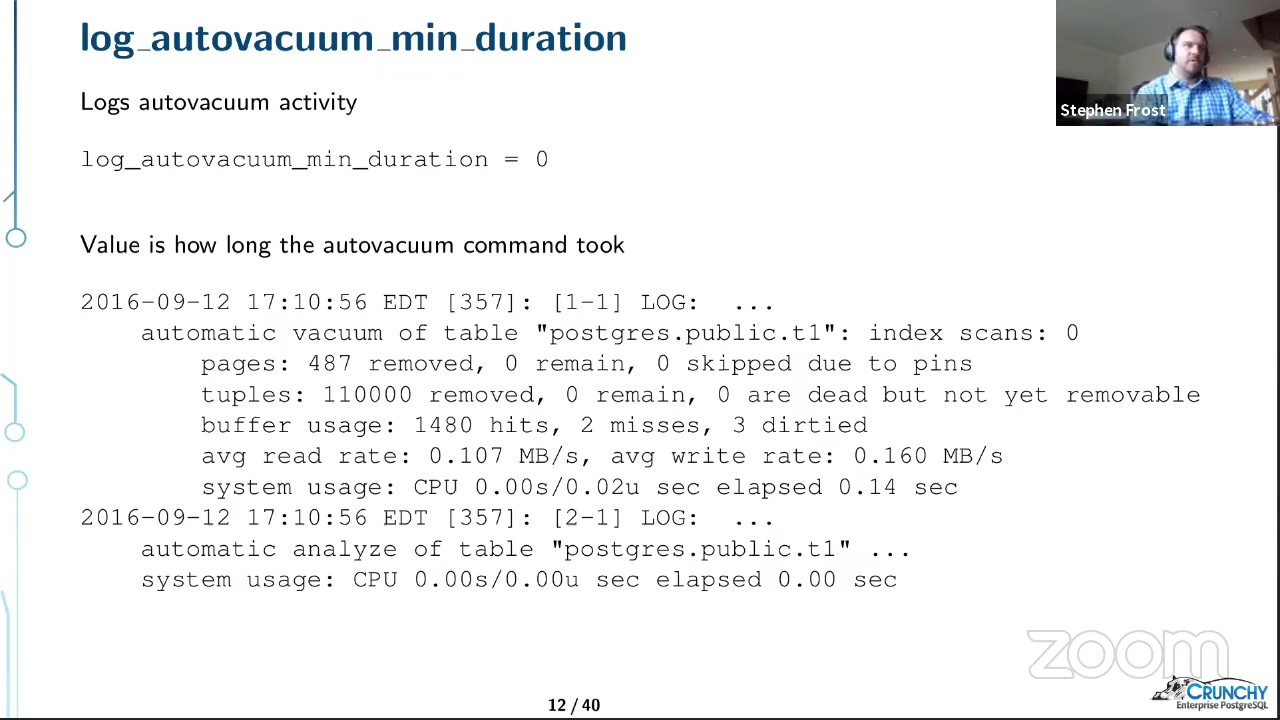 log_autovacuum_min_duration
Stephen Frost
Logs autovacuum activity
log_autovacuum_min_duration = 0
Value is how long the autovacuum command took
2016-09-12 17:10:56 EDT [357]: [1-1] LOG:  ...
automatic vacuum of table "postgres.public.t1": index scans: 0
pages: 487 removed, 0 remain, 0 skipped due to pins
tuples: 110000 removed, 0 remain, 0 are dead but not yet removable
buffer usage: 1480 hits, 2 misses, 3 dirtied
avg read rate: 0.107 MB/s, avg write rate: 0.160 MB/s
system usage: CPU 0.00s/0.02u sec elapsed 0.14 sec
2016-09-12 17:10:56 EDT [357]: [2-1] LOG:  ...
automatic analyze of table "postgres.public.t1" ...
system usage: CPU 0.00s/0.00u sec elapsed 0.00 sec
zoom
CRUNCHY
Enterprise PostgreSQL
12 / 40